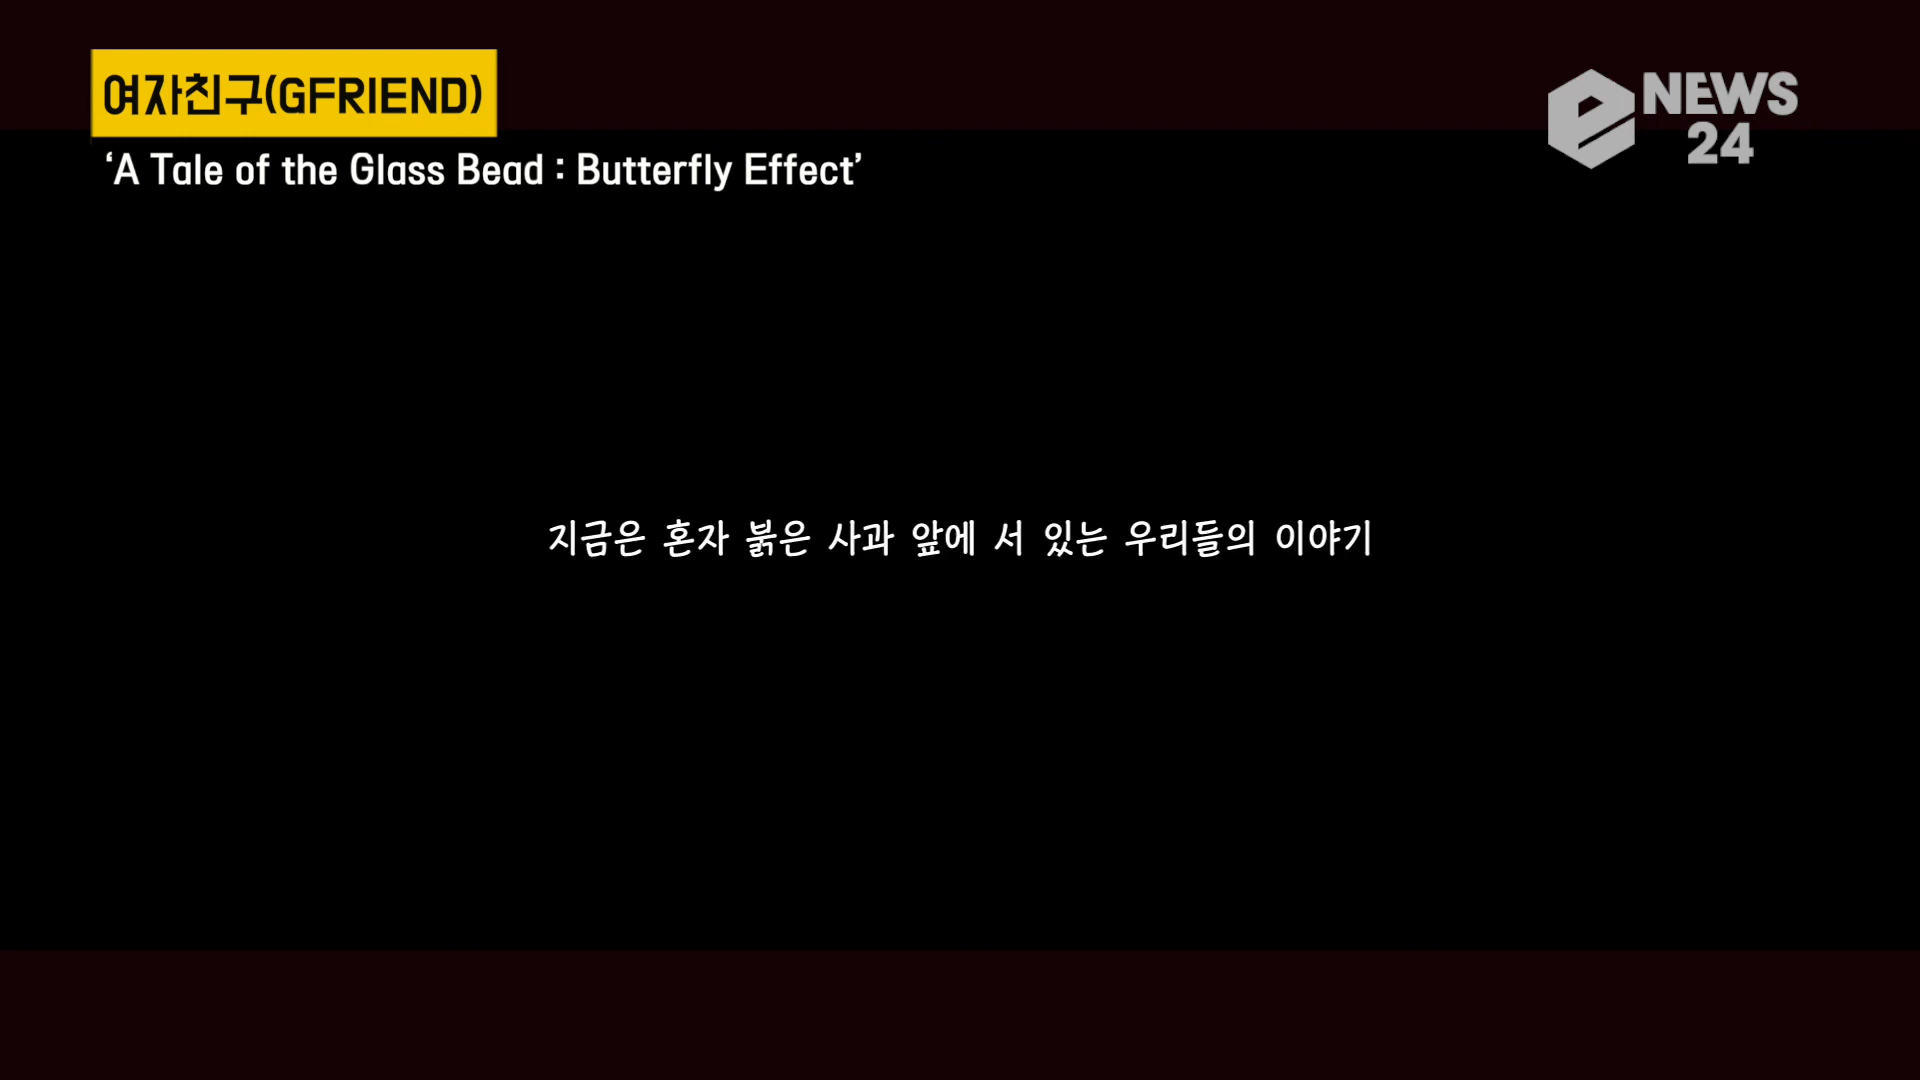 여자친구(GFRIEND)
‘A Tale of the Glass Bead : Butterfly Effect’
e NEWS
24
지금은 혼자 붉은 사과 앞에 서 있는 우리들의 이야기